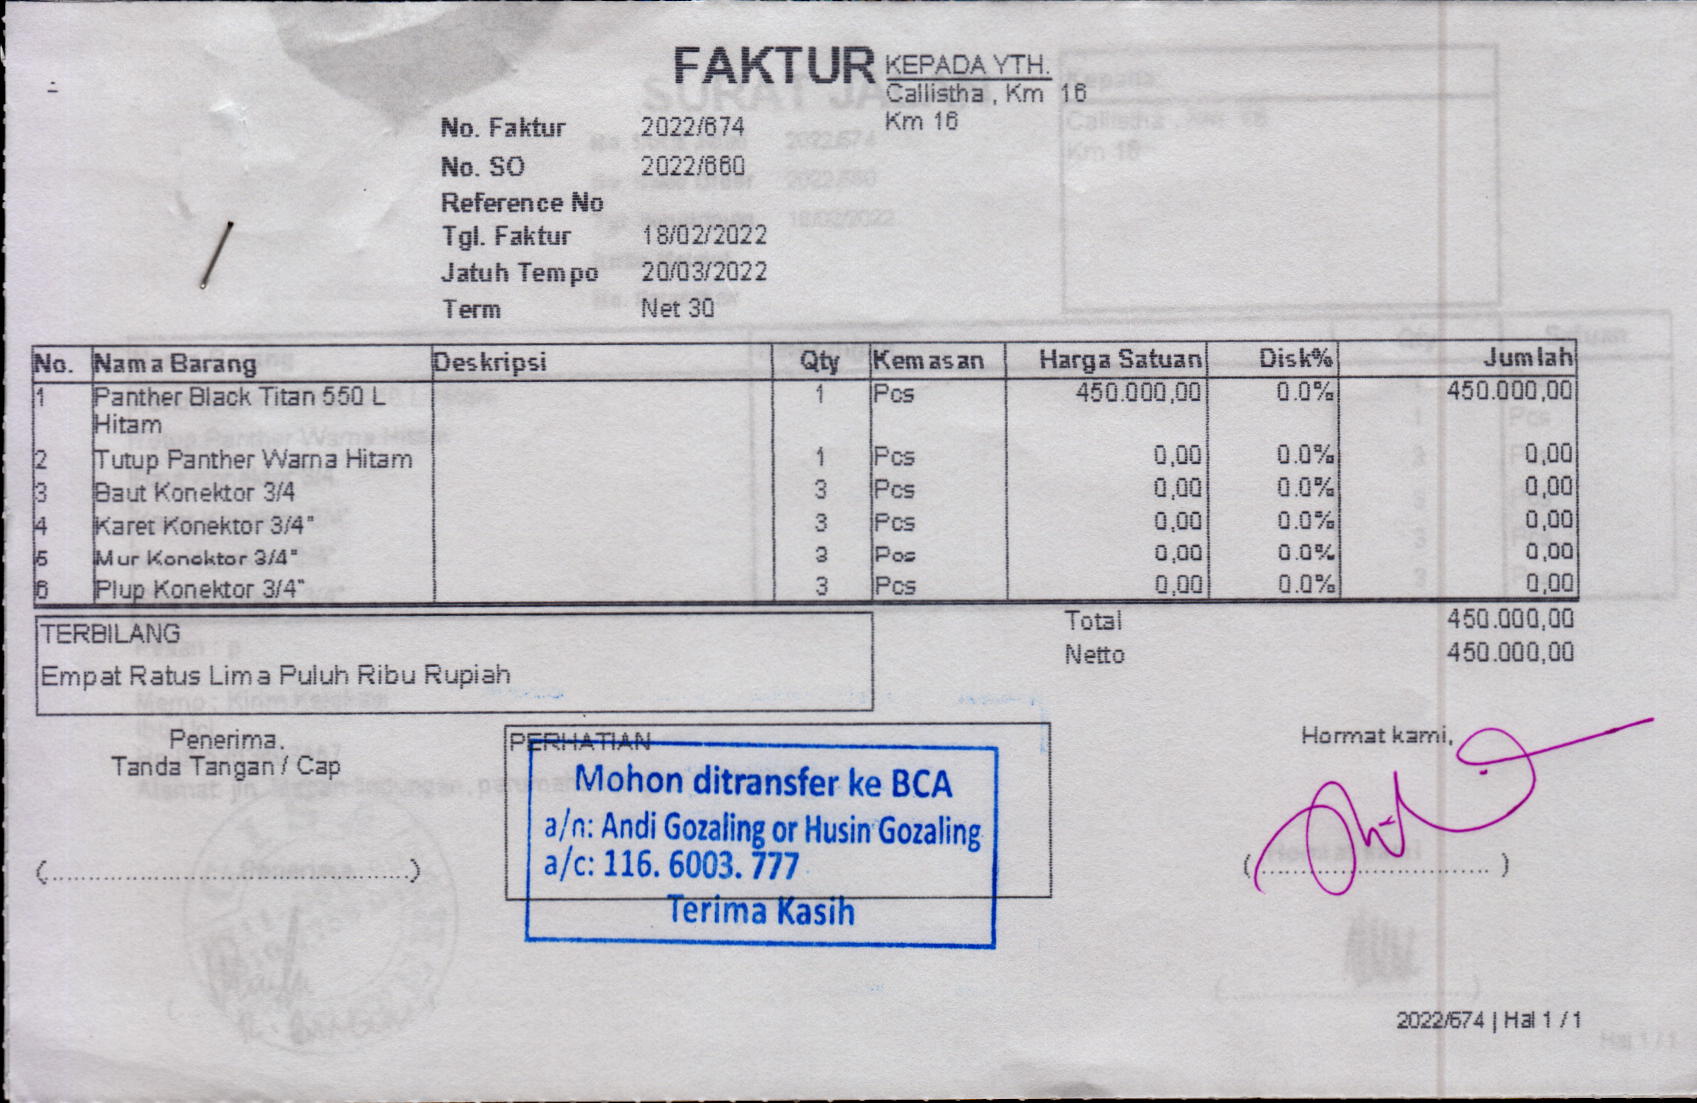 FAKTUR
KEPADA YTH.
Callistha , Km 16
Km 16
No. Faktur 2022/674
No. SO 2022/660
Reference No
Tgl. Faktur 18/02/2022
Jatuh Tempo 20/03/2022
Term Net 30
No. Nama Barang Deskripsi Qty Kemasan Harga Satuan Disk% Jumlah
1 Panther Black Titan 550 L 1 Pcs 450.000,00 0.0% 450.000,00
Hitam
2 Tutup Panther Warna Hitam 1 Pcs 0,00 0.0% 0,00
3 Baut Konektor 3/4 3 Pcs 0,00 0.0% 0,00
4 Karet Konektor 3/4" 3 Pcs 0,00 0.0% 0,00
5 Mur Konektor 3/4" 3 Pcs 0,00 0.0% 0,00
6 Plup Konektor 3/4" 3 Pcs 0,00 0.0% 0,00
Total 450.000,00
Netto 450.000,00
TERBILANG
Empat Ratus Lima Puluh Ribu Rupiah
Penerima.
Tanda Tangan / Cap
(..............................................)
PERHATIAN
Mohon ditransfer ke BCA
a/n: Andi Gozaling or Husin Gozaling
a/c: 116. 6003. 777
Terima Kasih
Hormat kami,
(..............................)
2022/674 | Hal 1 / 1